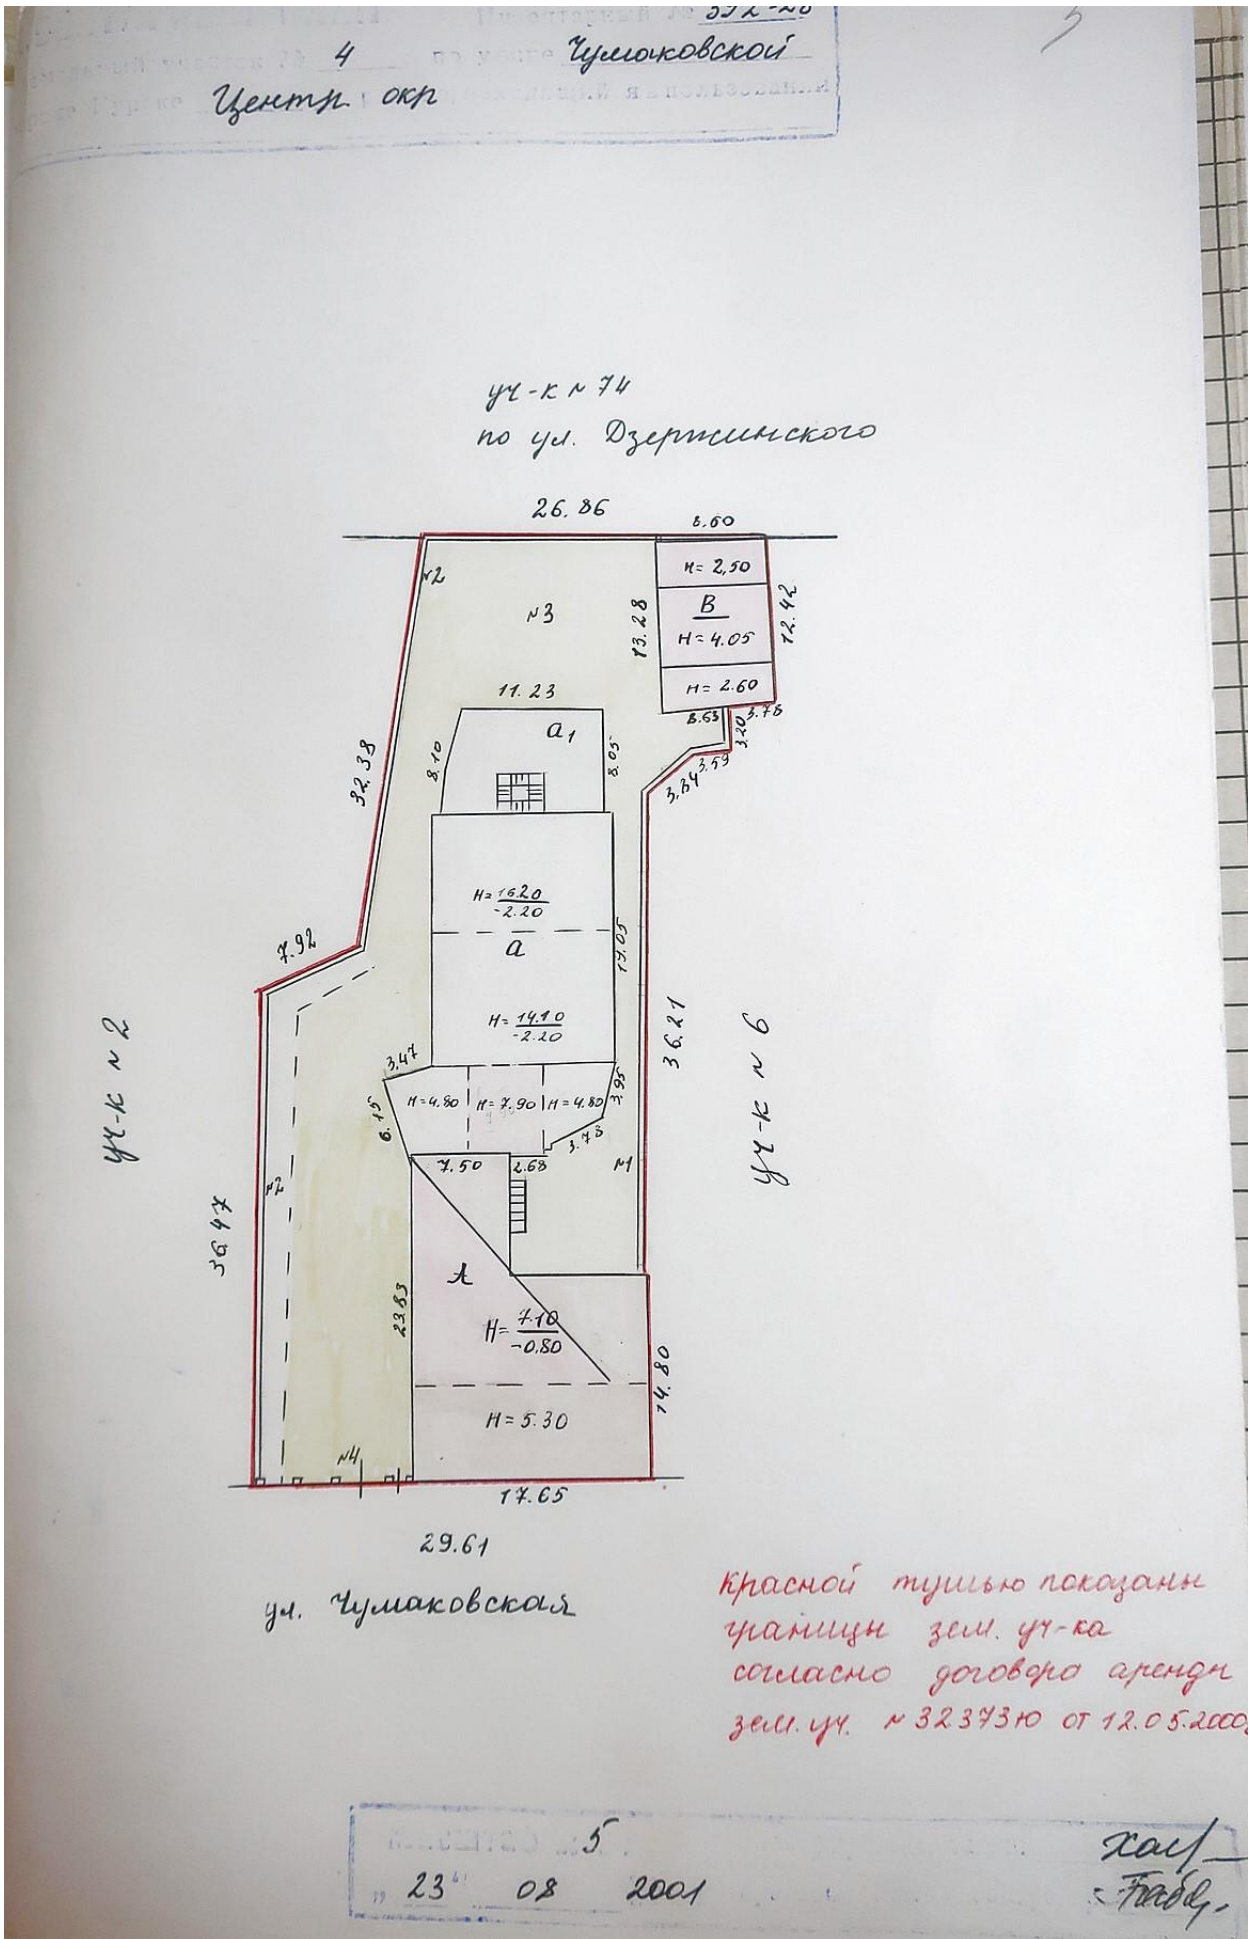 4 Чумаковской
Центр. окр
5
уч-к № 74
по ул. Дзержинского
26.86
8.60
№2
№3
H=2,50
В
H=4.05
H=2.60
13.28
12.42
11.23
а1
8.10
8.05
8.63
3.78
3.20
3.59
3.84
32.38
H=16.20
-2.20
а
19.05
H=14.10
-2.20
7.92
уч-к № 2
36.21
уч-к № 6
3.47
H=4.80
H=7.90
H=4.80
3.95
6.15
3.78
7.50
2.68
№1
№2
36.47
А
23.83
H=7.10
-0.80
14.80
H=5.30
№4
17.65
29.61
ул. Чумаковская
Красной тушью показаны
границы зем. уч-ка
согласно договора аренды
зем. уч. № 32373ю от 12.05.2000г
5
23 08 2001